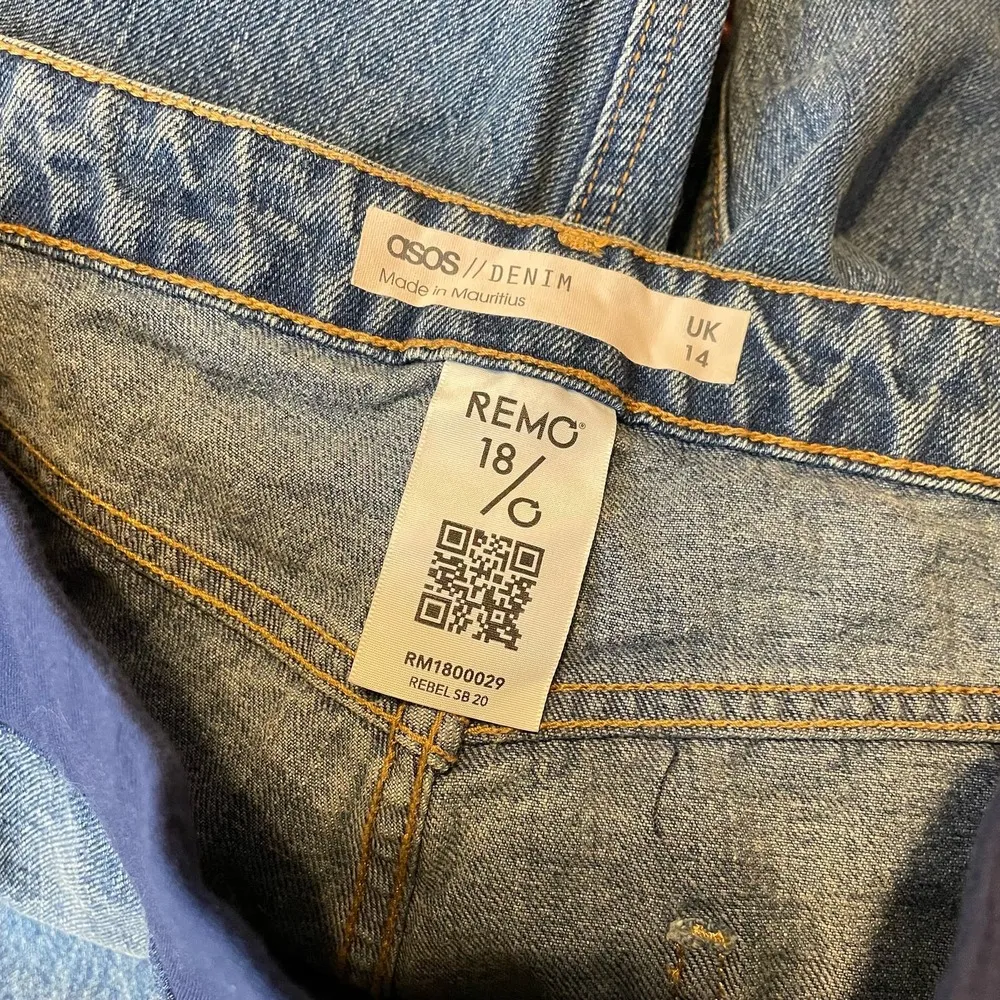 asos // DENIM
Made in Mauritius
UK
14
REMO®
18/
RM1800029
REBEL SB 20